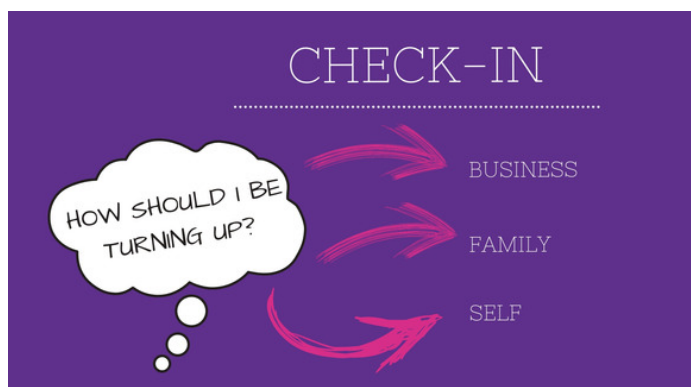 CHECK-IN
HOW SHOULD I BE
TURNING UP?
BUSINESS
FAMILY
SELF